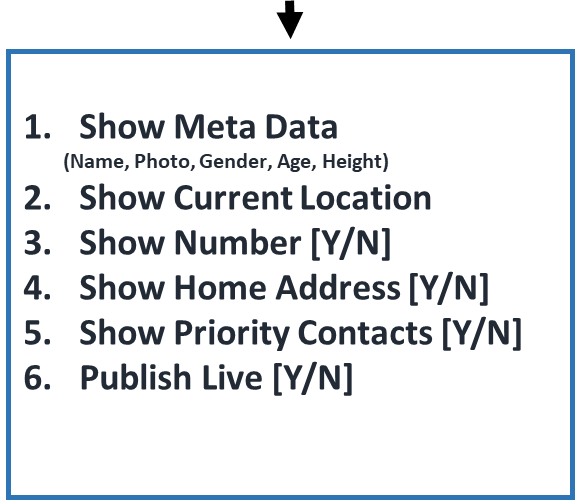 1. Show Meta Data
(Name, Photo, Gender, Age, Height)
2. Show Current Location
3. Show Number [Y/N]
4. Show Home Address [Y/N]
5. Show Priority Contacts [Y/N]
6. Publish Live [Y/N]